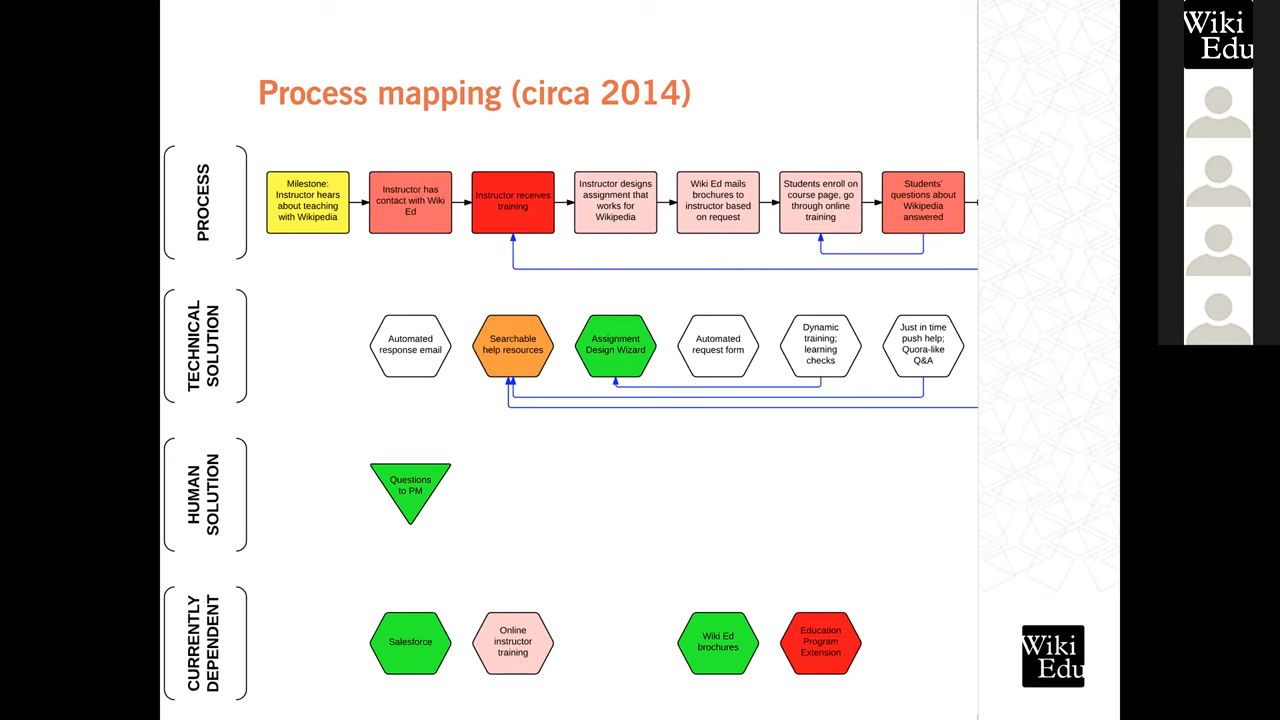 Process mapping (circa 2014)
PROCESS
Milestone:
Instructor hears
about teaching
with Wikipedia
Instructor has
contact with Wiki
Ed
Instructor receives
training
Instructor designs
assignment that
works for
Wikipedia
Wiki Ed mails
brochures to
instructor based
on request
Students enroll on
course page, go
through online
training
Students'
questions about
Wikipedia
answered
TECHNICAL
SOLUTION
Automated
response email
Searchable
help resources
Assignment
Design Wizard
Automated
request form
Dynamic
training;
learning
checks
Just in time
push help;
Quora-like
Q&A
HUMAN
SOLUTION
Questions
to PM
CURRENTLY
DEPENDENT
Salesforce
Online
instructor
training
Wiki Ed
brochures
Education
Program
Extension
Wiki
Edu
Wiki
Edu